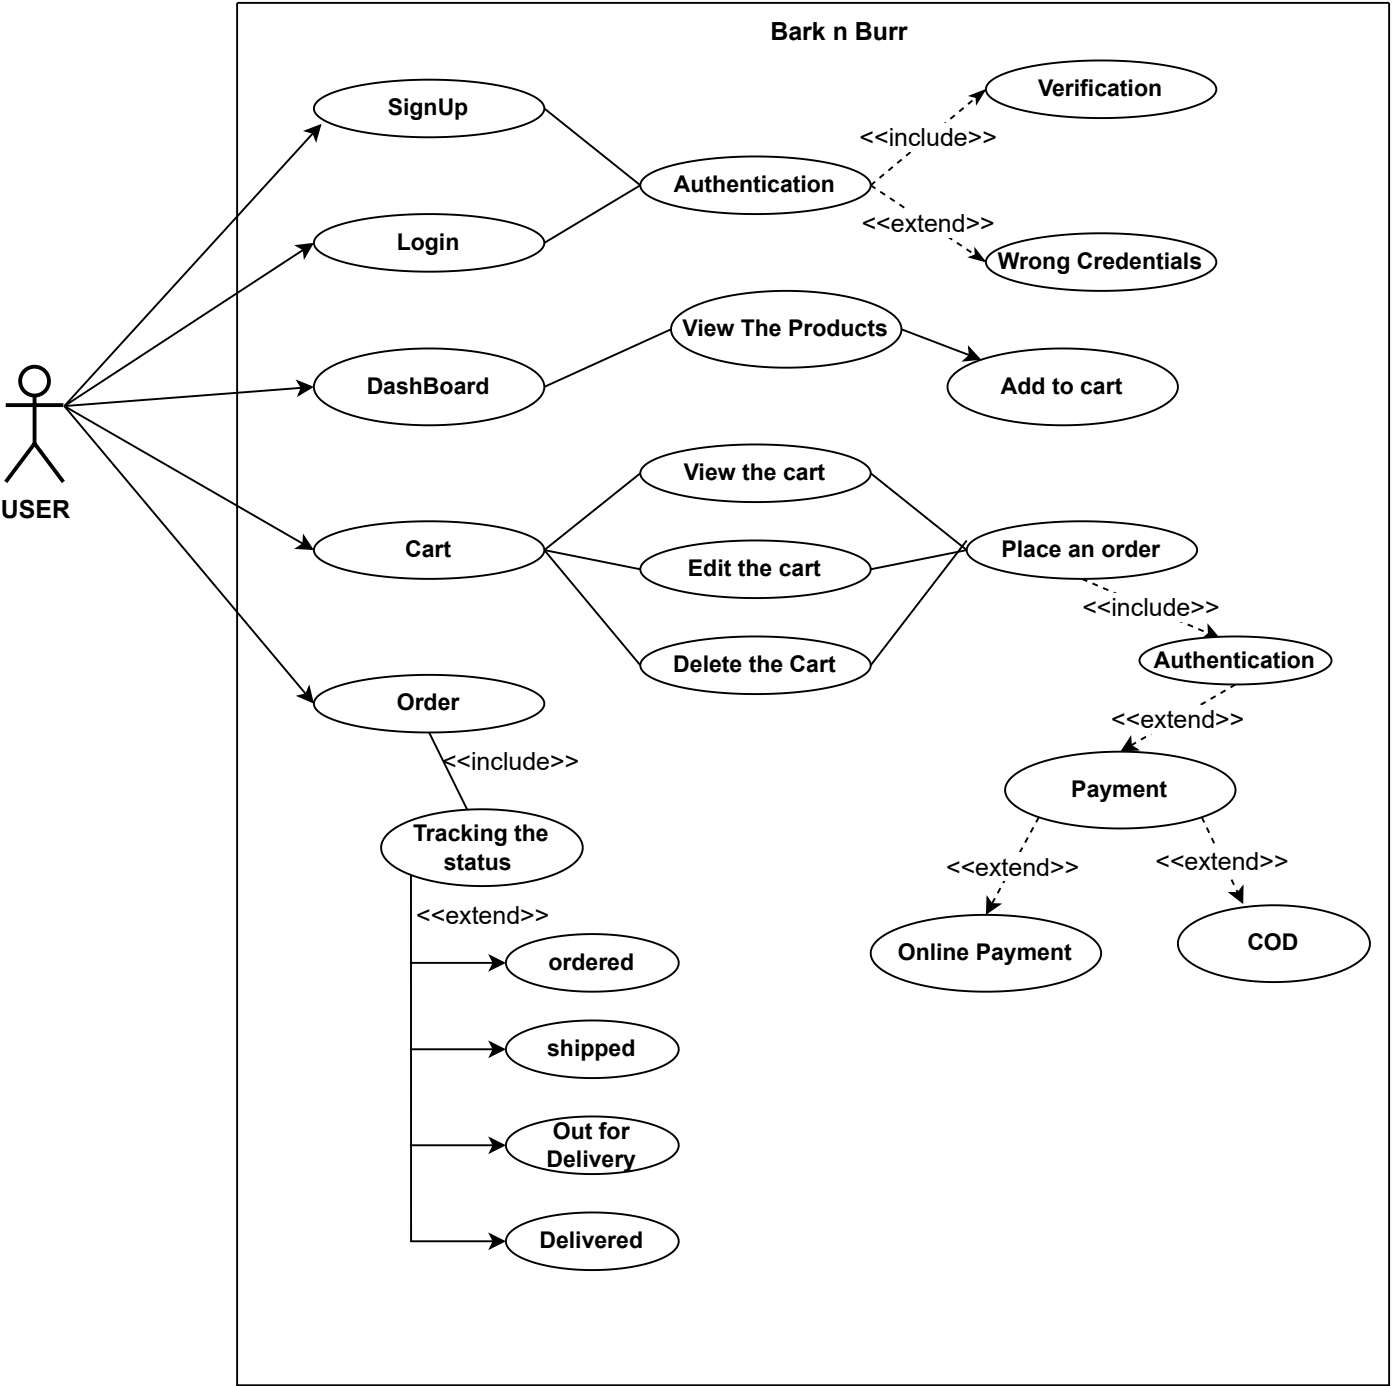 Bark n Burr
SignUp
Verification
<<include>>
Authentication
<<extend>>
Login
Wrong Credentials
View The Products
DashBoard
Add to cart
View the cart
USER
Cart
Place an order
Edit the cart
<<include>>
Delete the Cart
Authentication
Order
<<extend>>
<<include>>
Payment
Tracking the
status
<<extend>>
<<extend>>
<<extend>>
Online Payment
COD
ordered
shipped
Out for
Delivery
Delivered